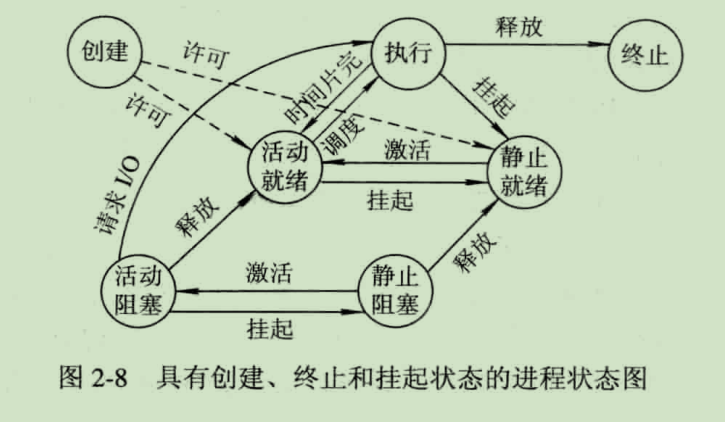 创建
许可
许可
执行
释放
终止
时间片完
调度
挂起
活动
就绪
激活
挂起
静止
就绪
请求 I/O
释放
释放
活动
阻塞
激活
挂起
静止
阻塞
图 2-8 具有创建、终止和挂起状态的进程状态图